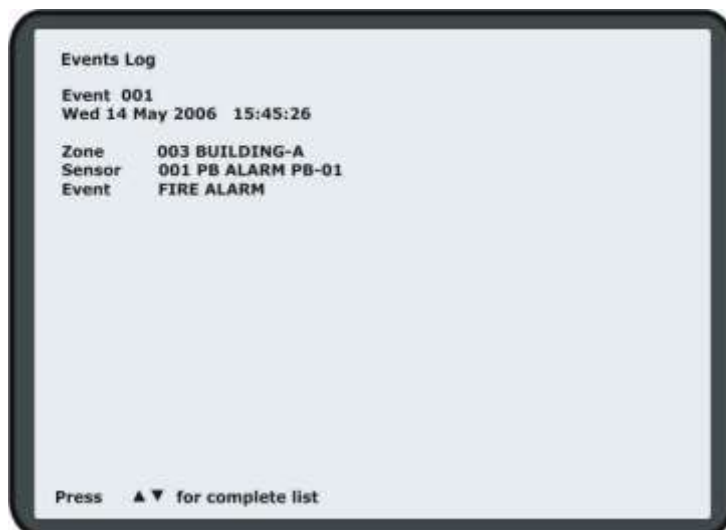 Events Log
Event 001
Wed 14 May 2006 15:45:26
Zone 003 BUILDING-A
Sensor 001 PB ALARM PB-01
Event FIRE ALARM
Press ▲▼ for complete list